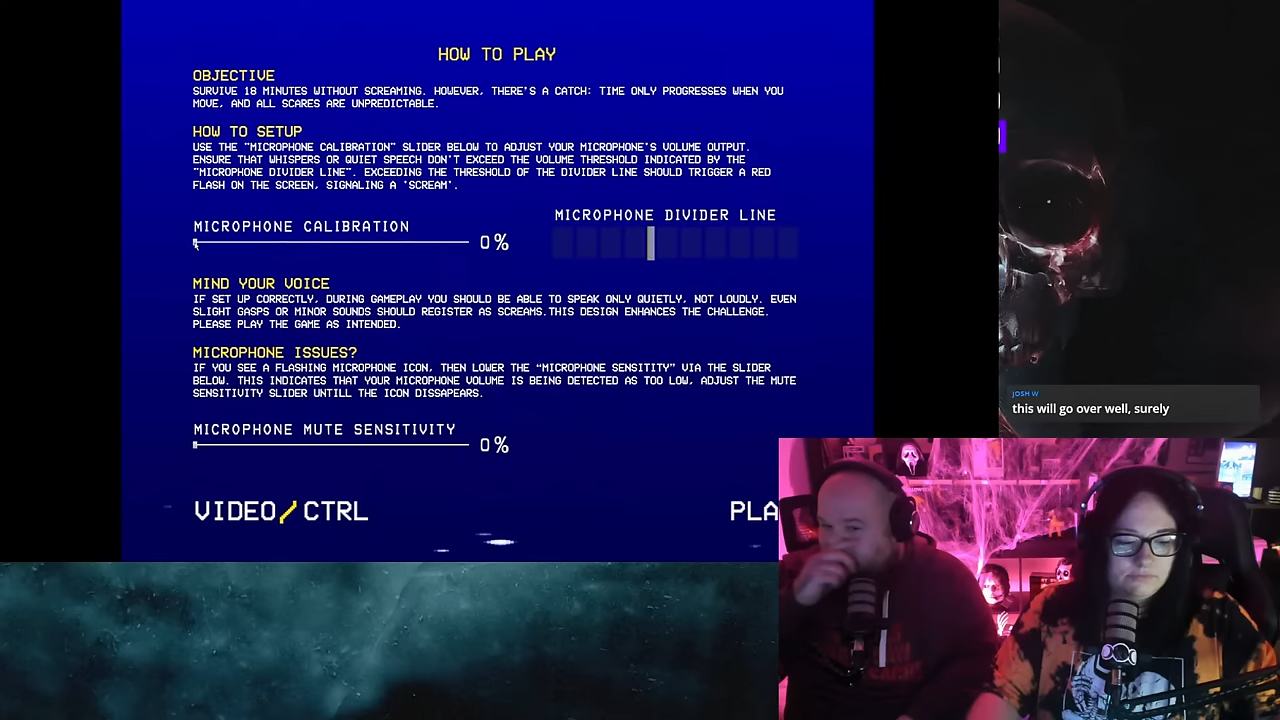 HOW TO PLAY
OBJECTIVE
SURVIVE 18 MINUTES WITHOUT SCREAMING. HOWEVER, THERE'S A CATCH: TIME ONLY PROGRESSES WHEN YOU
MOVE, AND ALL SCARES ARE UNPREDICTABLE.
HOW TO SETUP
USE THE "MICROPHONE CALIBRATION" SLIDER BELOW TO ADJUST YOUR MICROPHONE'S VOLUME OUTPUT.
ENSURE THAT WHISPERS OR QUIET SPEECH DON'T EXCEED THE VOLUME THRESHOLD INDICATED BY THE
"MICROPHONE DIVIDER LINE". EXCEEDING THE THRESHOLD OF THE DIVIDER LINE SHOULD TRIGGER A RED
FLASH ON THE SCREEN, SIGNALING A 'SCREAM'.
MICROPHONE CALIBRATION
0%
MICROPHONE DIVIDER LINE
MIND YOUR VOICE
IF SET UP CORRECTLY, DURING GAMEPLAY YOU SHOULD BE ABLE TO SPEAK ONLY QUIETLY, NOT LOUDLY. EVEN
SLIGHT GASPS OR MINOR SOUNDS SHOULD REGISTER AS SCREAMS.THIS DESIGN ENHANCES THE CHALLENGE.
PLEASE PLAY THE GAME AS INTENDED.
MICROPHONE ISSUES?
IF YOU SEE A FLASHING MICROPHONE ICON, THEN LOWER THE “MICROPHONE SENSITITY” VIA THE SLIDER
BELOW. THIS INDICATES THAT YOUR MICROPHONE VOLUME IS BEING DETECTED AS TOO LOW, ADJUST THE MUTE
SENSITIVITY SLIDER UNTILL THE ICON DISSAPEARS.
MICROPHONE MUTE SENSITIVITY
0%
VIDEO/CTRL
PLA
JOSH W
this will go over well, surely